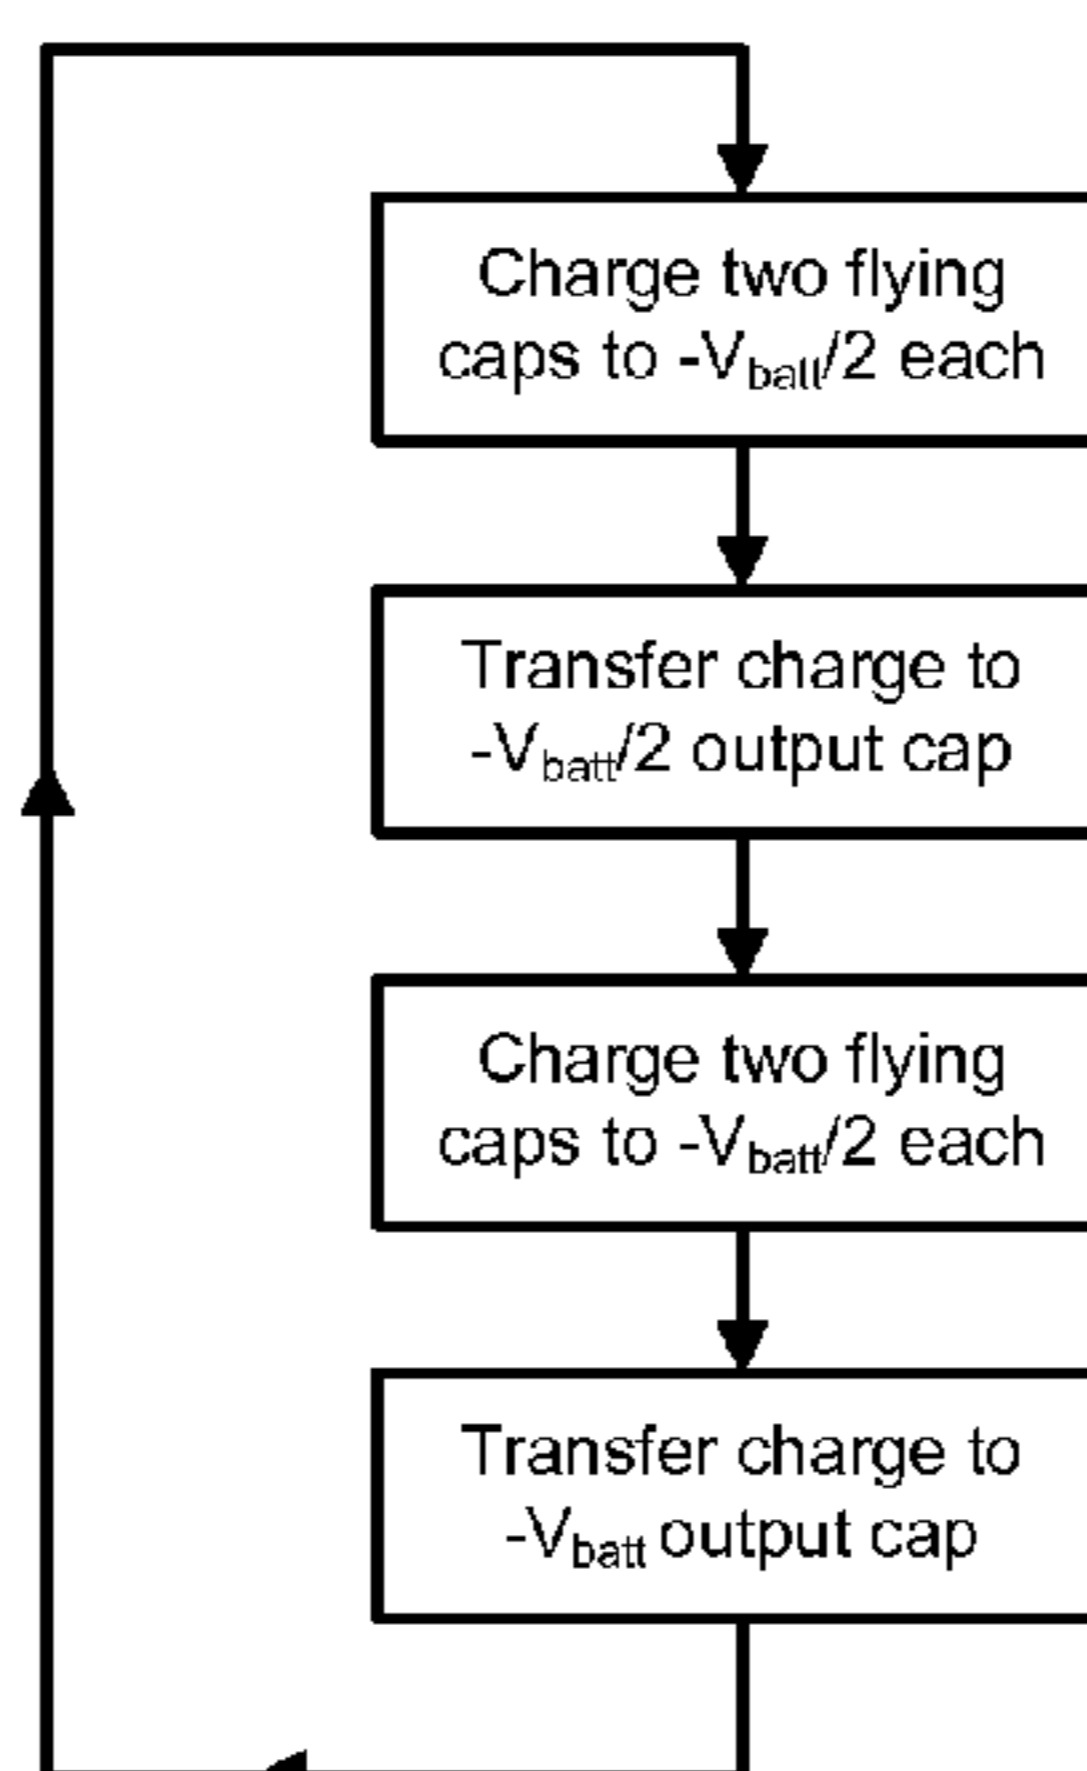 Charge two flying
caps to -Vbatt/2 each
Transfer charge to
-Vbatt/2 output cap
Charge two flying
caps to -Vbatt/2 each
Transfer charge to
-Vbatt output cap